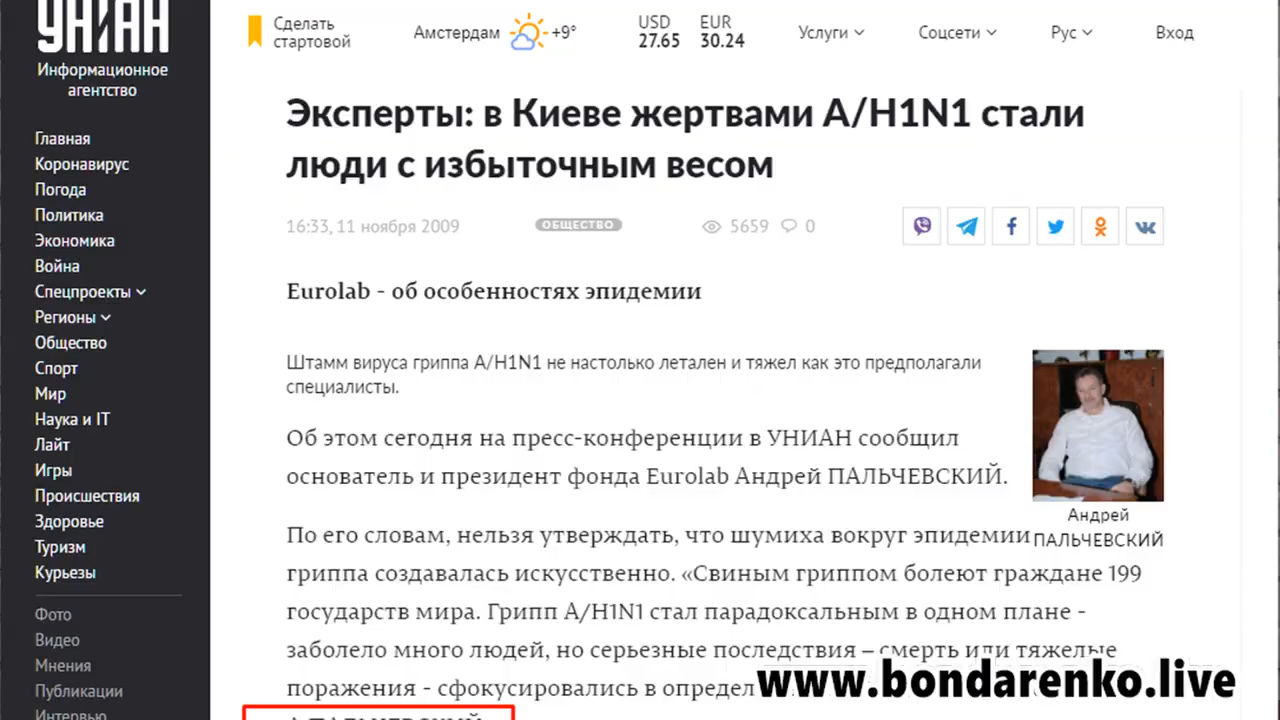 УНИАН
Информационное
агентство
Главная
Коронавирус
Погода
Политика
Экономика
Война
Спецпроекты
Регионы
Общество
Спорт
Мир
Наука и IT
Лайт
Игры
Происшествия
Здоровье
Туризм
Курьезы
Фото
Видео
Мнения
Публикации
Интервью
Сделать
стартовой
Амстердам +9°
USD EUR
27.65 30.24
Услуги Соцсети Рус Вход
Эксперты: в Киеве жертвами А/H1N1 стали
люди с избыточным весом
16:33, 11 ноября 2009 ОБЩЕСТВО 5659 0
Eurolab - об особенностях эпидемии
Штамм вируса гриппа А/H1N1 не настолько летален и тяжел как это предполагали
специалисты.
Об этом сегодня на пресс-конференции в УНИАН сообщил
основатель и президент фонда Eurolab Андрей ПАЛЬЧЕВСКИЙ.
Андрей
ПАЛЬЧЕВСКИЙ
По его словам, нельзя утверждать, что шумиха вокруг эпидемии
гриппа создавалась искусственно. «Свиным гриппом болеют граждане 199
государств мира. Грипп А/H1N1 стал парадоксальным в одном плане -
заболело много людей, но серьезные последствия – смерть или тяжелые
поражения - сфокусировались в определ
www.bondarenko.live